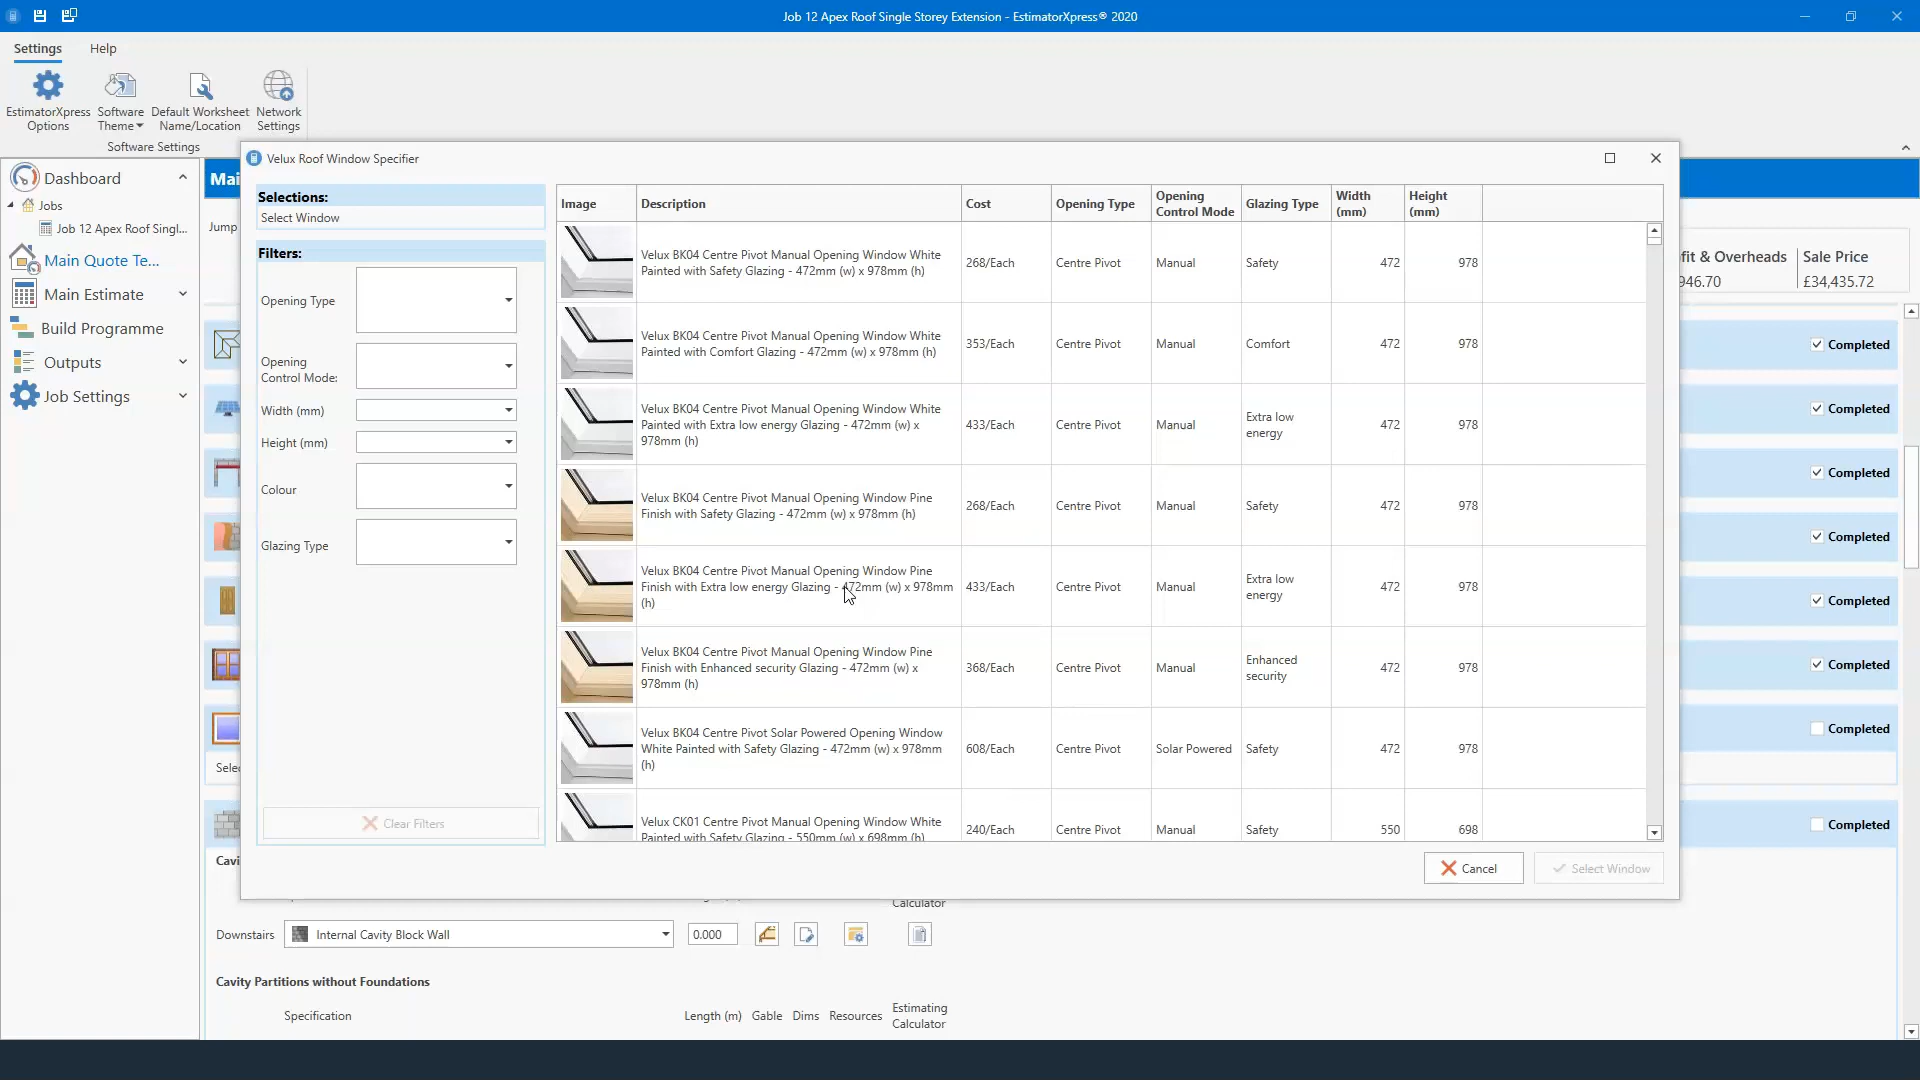 Job 12 Apex Roof Single Storey Extension - EstimatorXpress® 2020
Settings
Help
EstimatorXpress
Options
Software
Theme
Default Worksheet
Name/Location
Network
Settings
Software Settings
Dashboard
Jobs
Job 12 Apex Roof Singl...
Main Quote Te...
Main Estimate
Build Programme
Outputs
Job Settings
Mai
Jump
fit & Overheads
Sale Price
946.70
£34,435.72
Velux Roof Window Specifier
Selections:
Select Window
Filters:
Opening Type
Opening
Control Mode:
Width (mm)
Height (mm)
Colour
Glazing Type
Clear Filters
Image
Description
Cost
Opening Type
Opening
Control Mode
Glazing Type
Width
(mm)
Height
(mm)
Velux BK04 Centre Pivot Manual Opening Window White
Painted with Safety Glazing - 472mm (w) x 978mm (h)
268/Each
Centre Pivot
Manual
Safety
472
978
Velux BK04 Centre Pivot Manual Opening Window White
Painted with Comfort Glazing - 472mm (w) x 978mm (h)
353/Each
Centre Pivot
Manual
Comfort
472
978
Velux BK04 Centre Pivot Manual Opening Window White
Painted with Extra low energy Glazing - 472mm (w) x
978mm (h)
433/Each
Centre Pivot
Manual
Extra low
energy
472
978
Velux BK04 Centre Pivot Manual Opening Window Pine
Finish with Safety Glazing - 472mm (w) x 978mm (h)
268/Each
Centre Pivot
Manual
Safety
472
978
Velux BK04 Centre Pivot Manual Opening Window Pine
Finish with Extra low energy Glazing - 472mm (w) x 978mm
(h)
433/Each
Centre Pivot
Manual
Extra low
energy
472
978
Velux BK04 Centre Pivot Manual Opening Window Pine
Finish with Enhanced security Glazing - 472mm (w) x
978mm (h)
368/Each
Centre Pivot
Manual
Enhanced
security
472
978
Velux BK04 Centre Pivot Solar Powered Opening Window
White Painted with Safety Glazing - 472mm (w) x 978mm
(h)
608/Each
Centre Pivot
Solar Powered
Safety
472
978
Velux CK01 Centre Pivot Manual Opening Window White
Painted with Safety Glazing - 550mm (w) x 698mm (h)
240/Each
Centre Pivot
Manual
Safety
550
698
Cancel
Select Window
Completed
Completed
Completed
Completed
Completed
Completed
Completed
Completed
Selec
Cavi
Calculator
Downstairs
Internal Cavity Block Wall
0.000
Cavity Partitions without Foundations
Specification
Length (m)
Gable
Dims
Resources
Estimating
Calculator